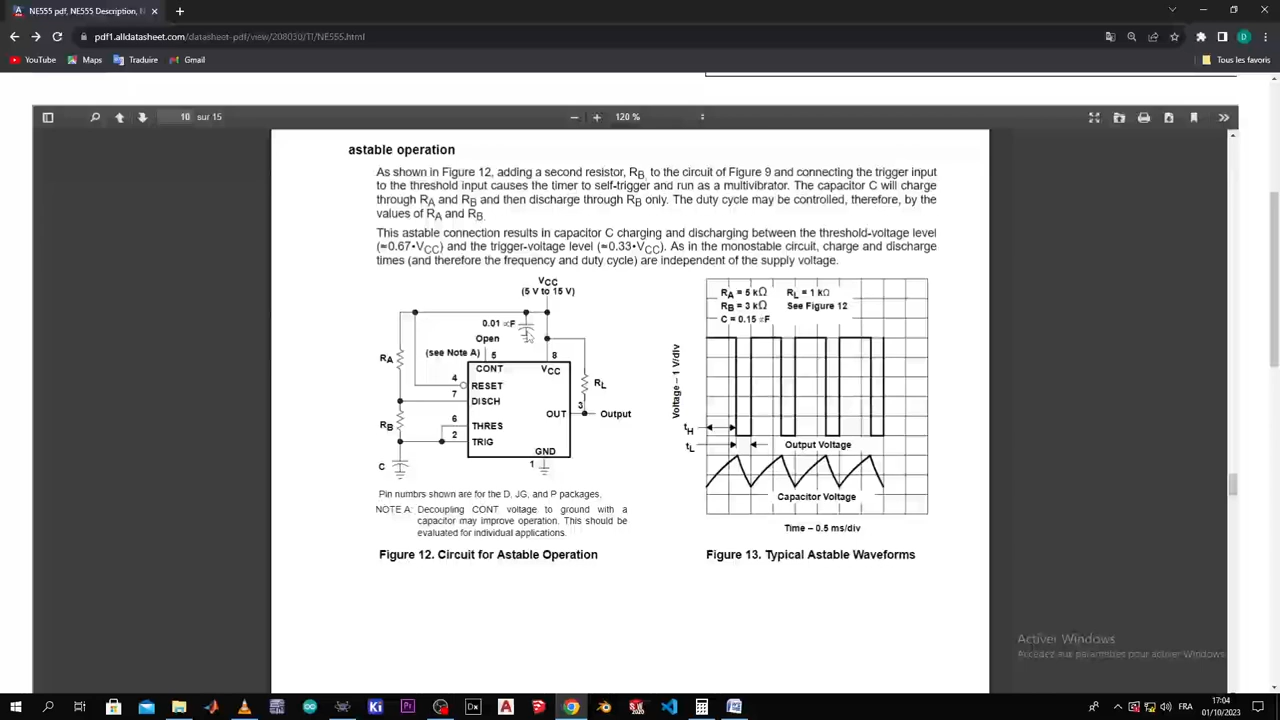 NE555 pdf, NE555 Description,
pdf1.alldatasheet.com/datasheet-pdf/view/208030/TI/NE555.html
D
YouTube
Maps
Traduire
Gmail
Tous les favoris
10 sur 15
120 %
astable operation
As shown in Figure 12, adding a second resistor, RB, to the circuit of Figure 9 and connecting the trigger input
to the threshold input causes the timer to self-trigger and run as a multivibrator. The capacitor C will charge
through RA and RB and then discharge through RB only. The duty cycle may be controlled, therefore, by the
values of RA and RB.
This astable connection results in capacitor C charging and discharging between the threshold-voltage level
(≈0.67•VCC) and the trigger-voltage level (≈0.33•VCC). As in the monostable circuit, charge and discharge
times (and therefore the frequency and duty cycle) are independent of the supply voltage.
VCC
(5 V to 15 V)
0.01 ∝F
Open
(see Note A)
5
8
RA
CONT
VCC
4
RESET
RL
7
DISCH
3
OUT
Output
RB
6
THRES
2
TRIG
GND
1
C
Pin numbrs shown are for the D, JG, and P packages.
NOTE A: Decoupling CONT voltage to ground with a
capacitor may improve operation. This should be
evaluated for individual applications.
Figure 12. Circuit for Astable Operation
RA = 5 kΩ
RL = 1 kΩ
RB = 3 kΩ
See Figure 12
C = 0.15 ∝F
Voltage – 1 V/div
tH
tL
Output Voltage
Capacitor Voltage
Time – 0.5 ms/div
Figure 13. Typical Astable Waveforms
Activer Windows
Accédez aux paramètres pour activer Windows.
FRA
17:04
01/10/2023